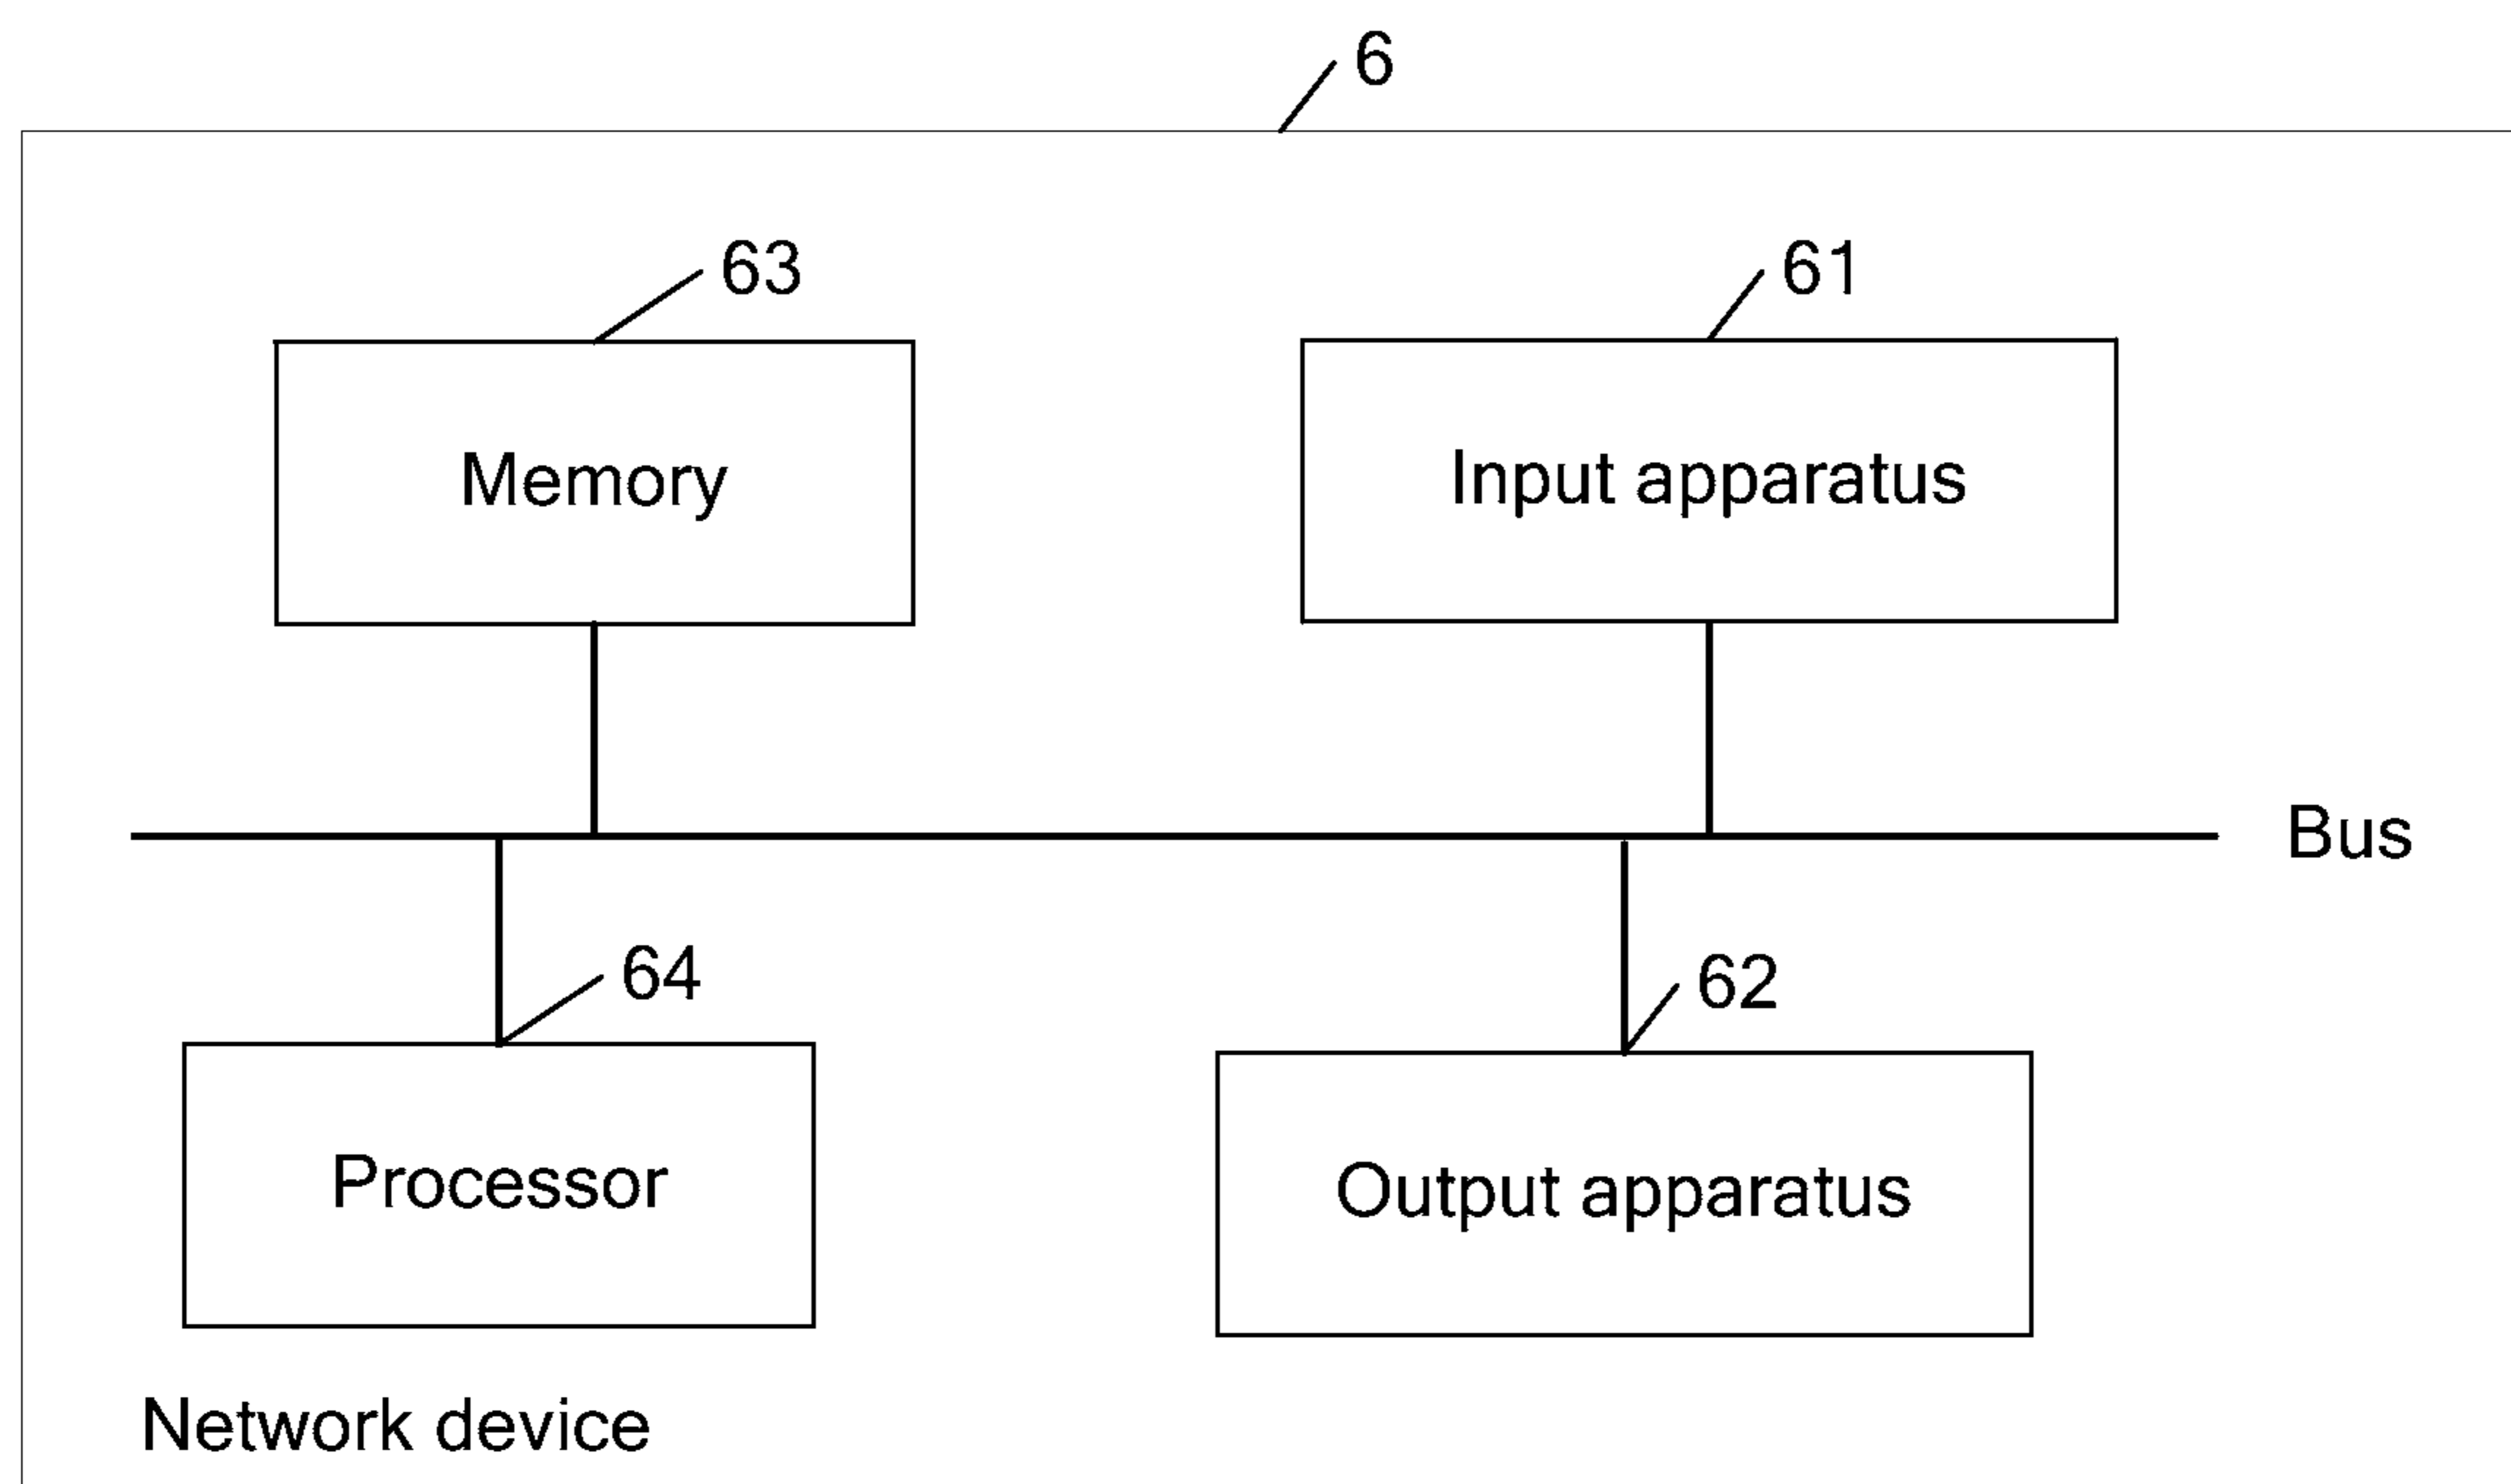 6
63
61
Memory
Input apparatus
Bus
64
62
Processor
Output apparatus
Network device